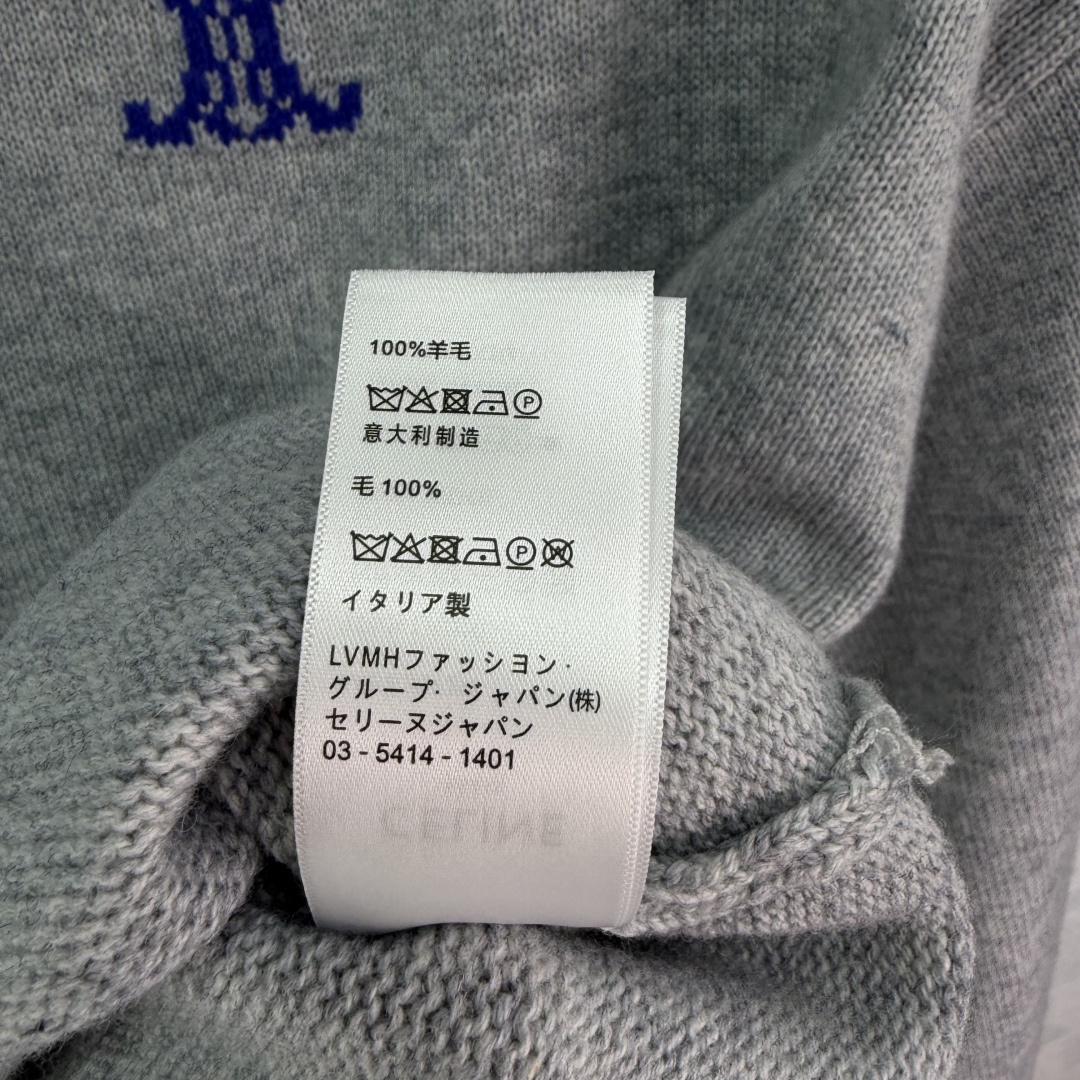 100%羊毛
P
意大利制造
毛 100%
P W
イタリア製
LVMHファッション·
グループ· ジャパン(株)
セリーヌジャパン
03 - 5414 - 1401
CELINE